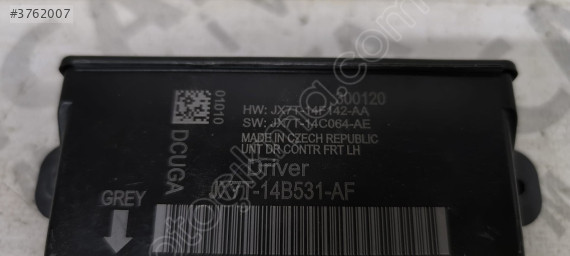 #3762007
300120
01010
HW: JX7T-14F142-AA
SW: JX7T-14C064-AE
MADE IN CZECH REPUBLIC
UNT DR CONTR FRT LH
DCUGA
Driver
GREY
JX7T-14B531-AF